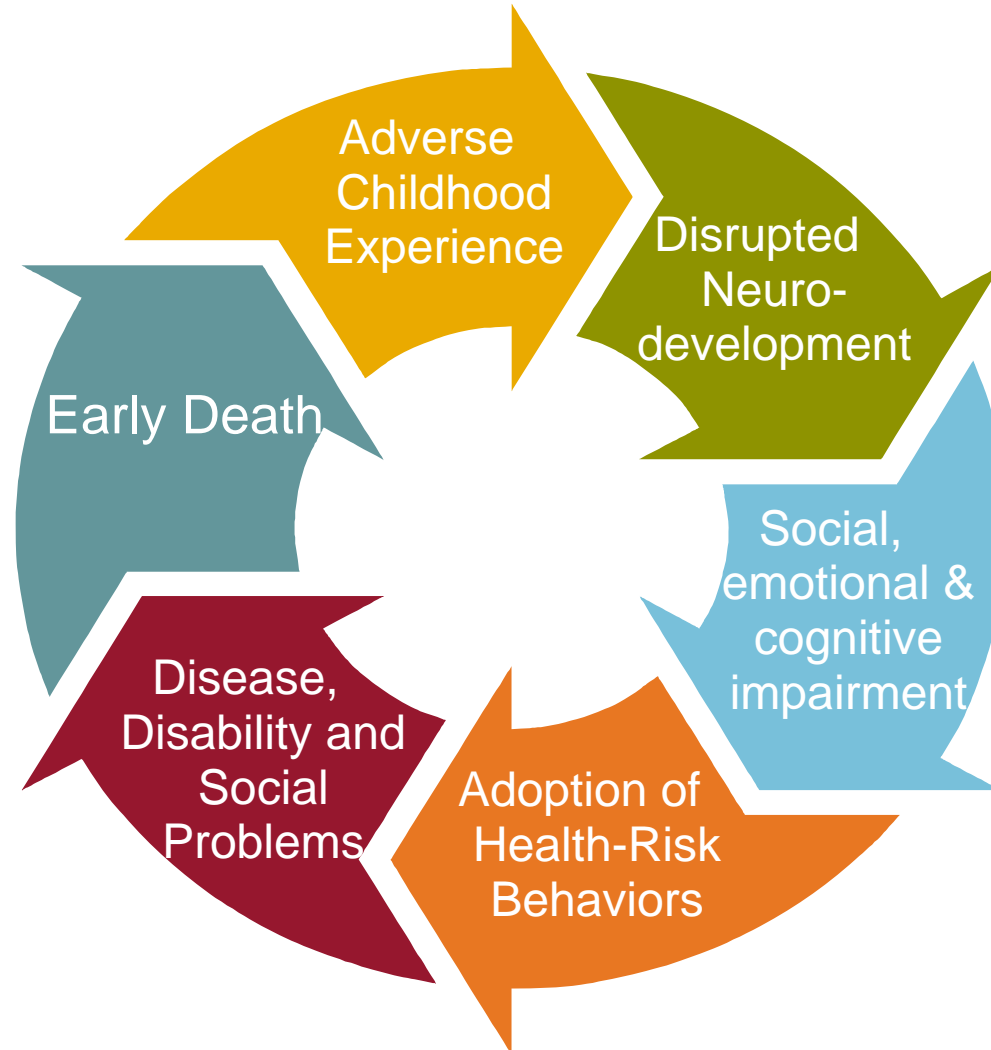 Adverse
Childhood
Experience
Disrupted
Neuro-
development
Social,
emotional &
cognitive
impairment
Adoption of
Health-Risk
Behaviors
Disease,
Disability and
Social
Problems
Early Death